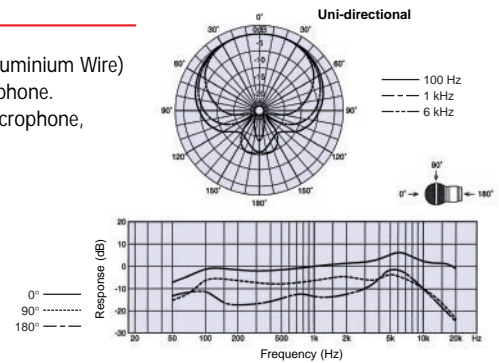 Uni-directional
uminium Wire)
phone.
crophone,
0°
30° 30°
0dB
-5
-10
-15
-20
60° 60°
90° 90°
120° 120°
150° 150°
180°
100 Hz
1 kHz
6 kHz
90°
0° 180°
Response (dB)
20
10
0
-10
-20
-30
20 50 100 200 500 1k 2k 5k 10k 20k Hz
Frequency (Hz)
0°
90°
180°